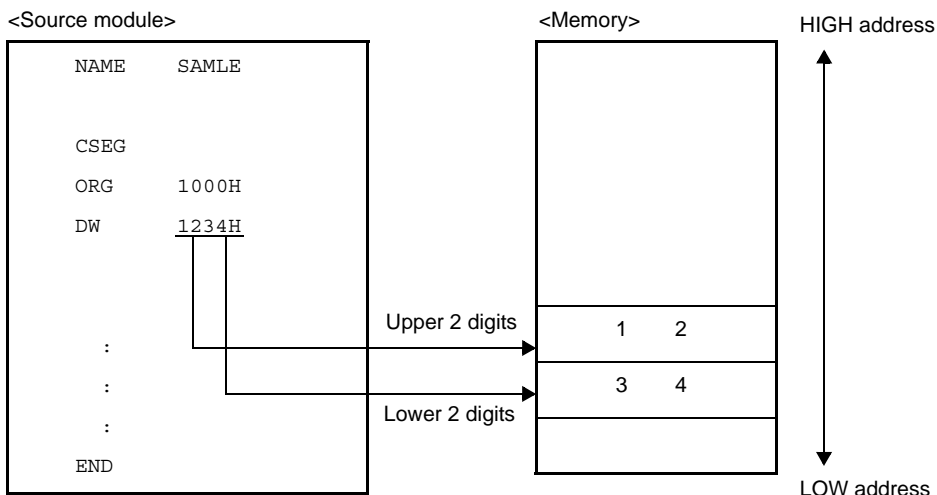 <Source module>
<Memory>
HIGH address
NAME SAMLE
CSEG
ORG 1000H
DW 1234H
Upper 2 digits
1 2
:
: 
3 4
Lower 2 digits
:
END
LOW address